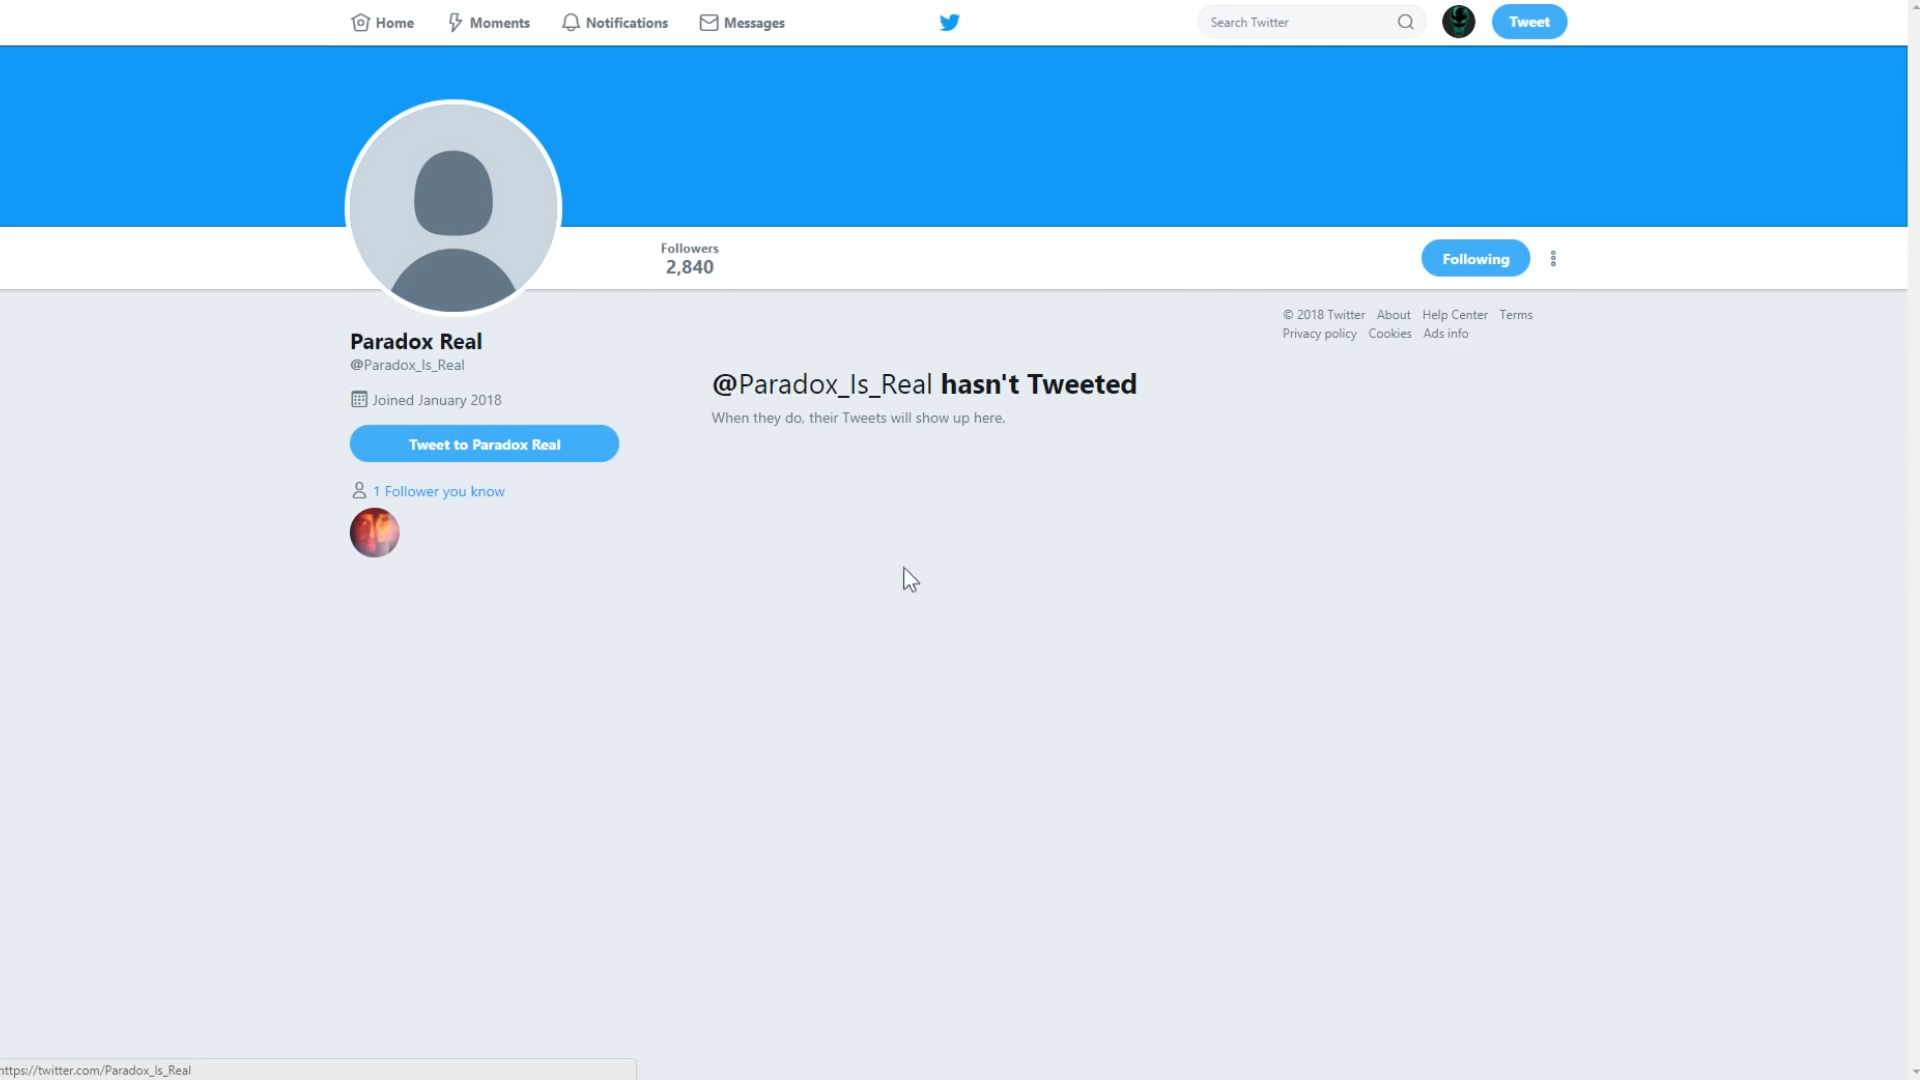 Home Moments Notifications Messages Search Twitter Tweet
Followers
2,840
Following
Paradox Real
@Paradox_Is_Real
Joined January 2018
Tweet to Paradox Real
1 Follower you know
@Paradox_Is_Real hasn't Tweeted
When they do, their Tweets will show up here.
© 2018 Twitter About Help Center Terms
Privacy policy Cookies Ads info
https://twitter.com/Paradox_Is_Real